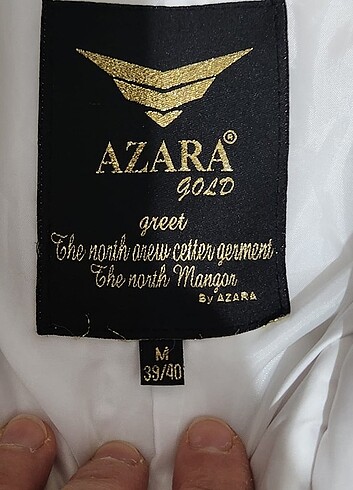 AZARA®
GOLD
greet
The north arew cetter germent
The north Mangor
By AZARA
M
39/40